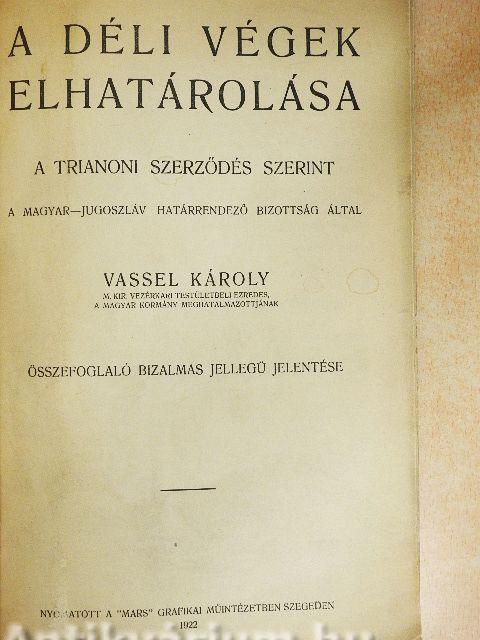 A DÉLI VÉGEK
ELHATÁROLÁSA
A TRIANONI SZERZŐDÉS SZERINT
A MAGYAR—JUGOSZLÁV HATÁRRENDEZŐ BIZOTTSÁG ÁLTAL
VASSEL KÁROLY
M. KIR. VEZÉRKARI TESTÜLETBELI EZREDES,
A MAGYAR KORMÁNY MEGHATALMAZOTTJÁNAK
ÖSSZEFOGLALÓ BIZALMAS JELLEGŰ JELENTÉSE
NYOMATOTT A "MARS" GRAFIKAI MŰINTÉZETBEN SZEGEDEN
1922